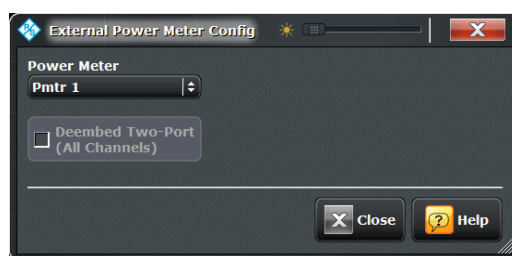 External Power Meter Config
Power Meter
Pmtr 1
Deembed Two-Port
(All Channels)
Close
Help